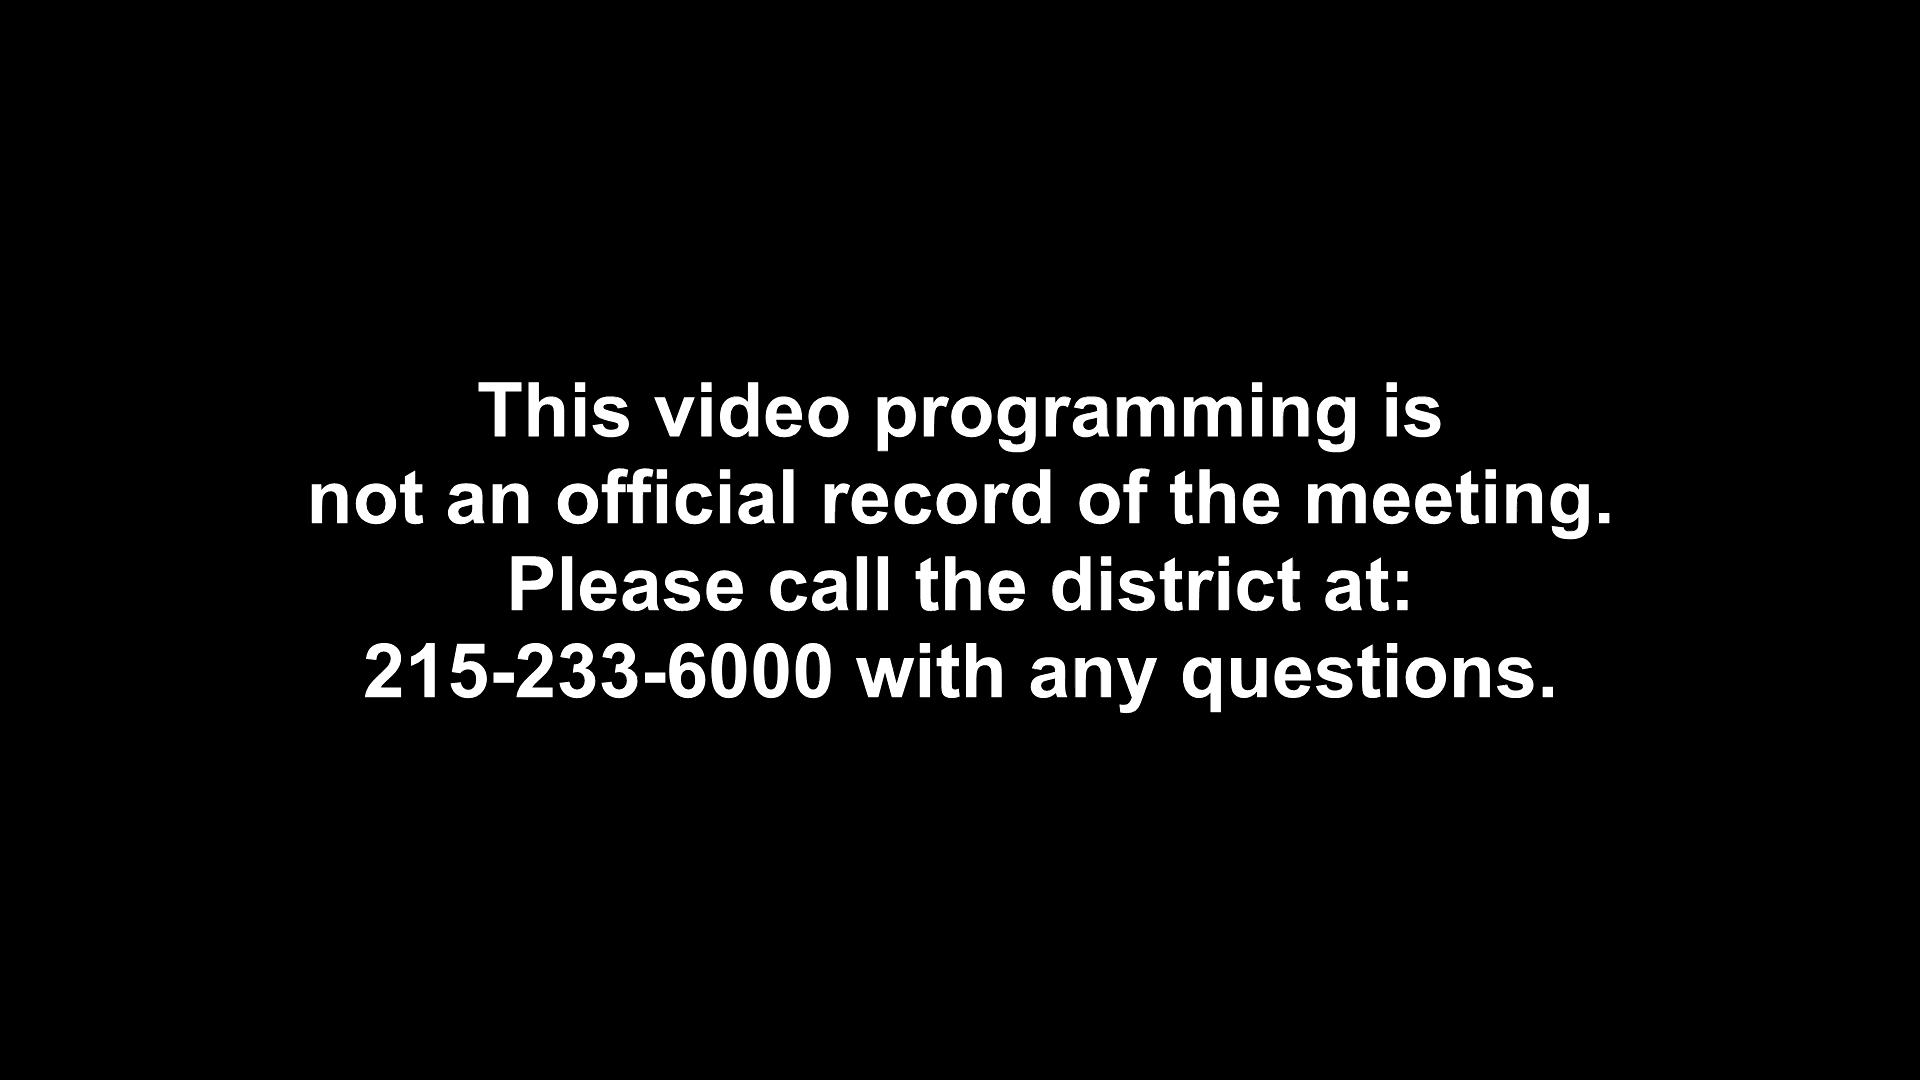 This video programming is
not an official record of the meeting.
Please call the district at:
215-233-6000 with any questions.